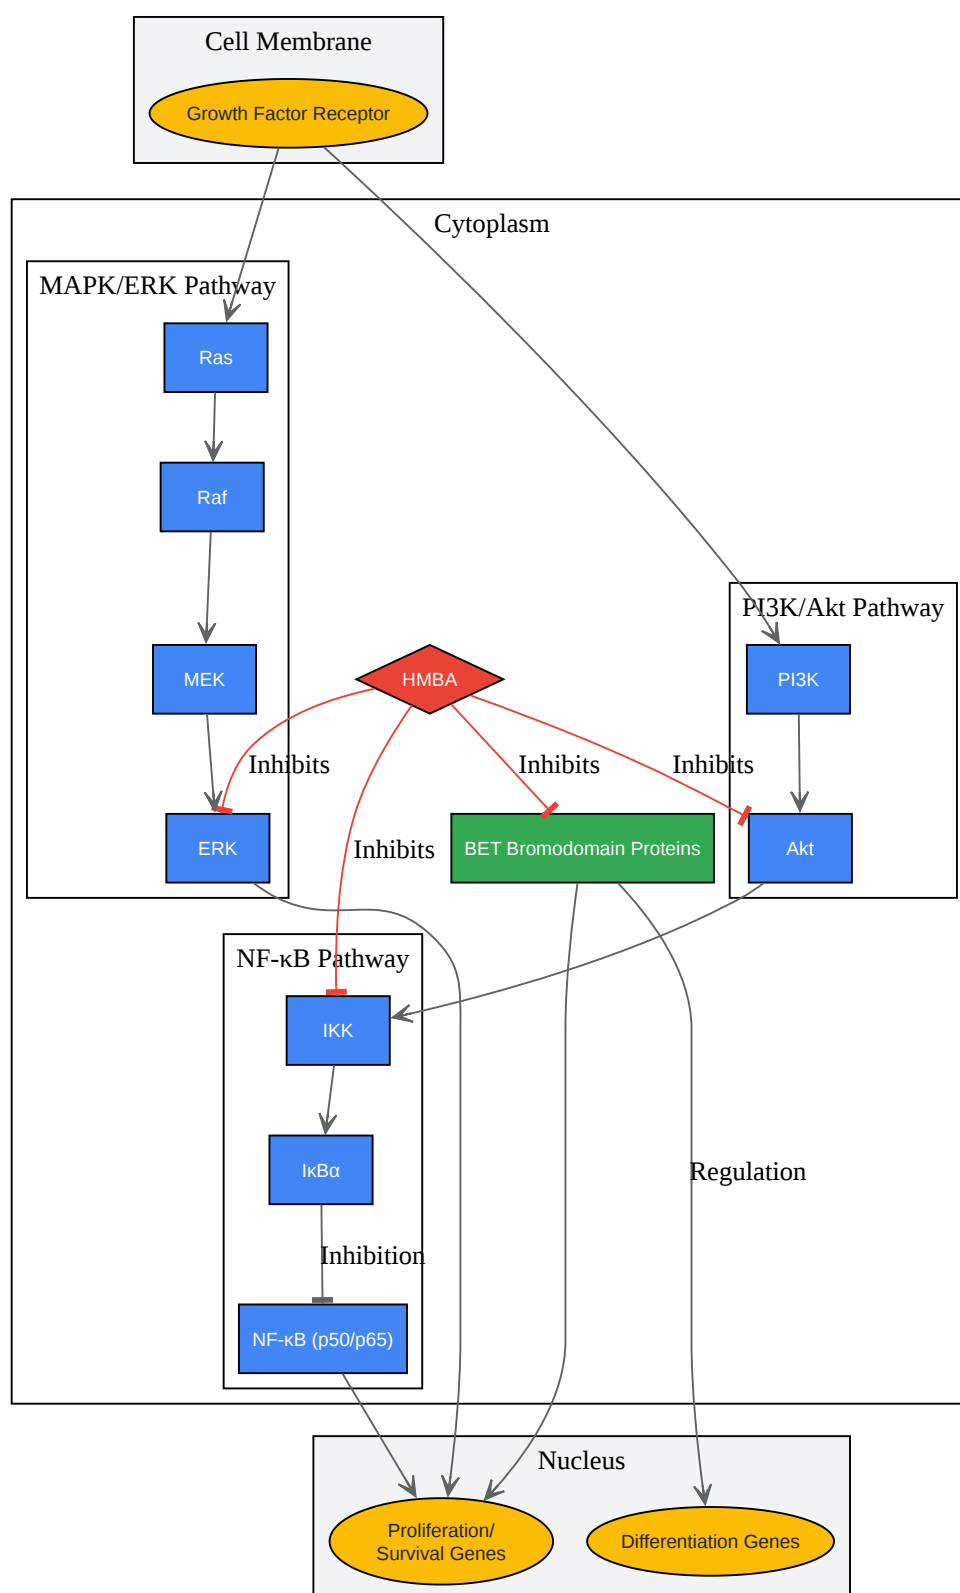 Cell Membrane
Growth Factor Receptor
Cytoplasm
MAPK/ERK Pathway
Ras
Raf
PI3K/Akt Pathway
MEK
HMBA
PI3K
Inhibits
Inhibits
Inhibits
ERK
Inhibits
BET Bromodomain Proteins
Akt
NF-κB Pathway
IKK
IκBα
Regulation
Inhibition
NF-κB (p50/p65)
Nucleus
Proliferation/
Survival Genes
Differentiation Genes